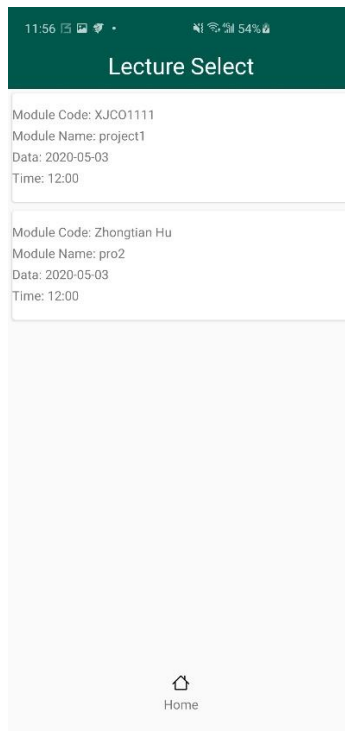 11:56
54%
Lecture Select
Module Code: XJCO1111
Module Name: project1
Data: 2020-05-03
Time: 12:00
Module Code: Zhongtian Hu
Module Name: pro2
Data: 2020-05-03
Time: 12:00
Home